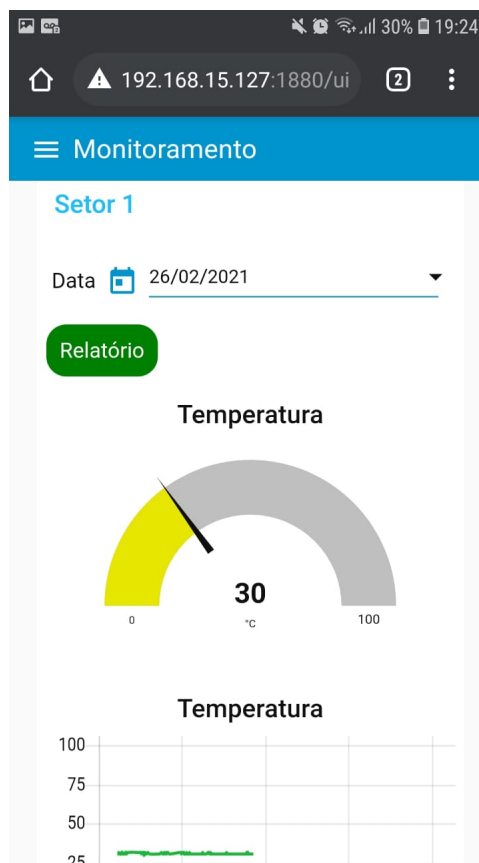 30% 19:24
192.168.15.127:1880/ui 2
Monitoramento
Setor 1
Data 26/02/2021
Relatório
Temperatura
30
0 °C 100
Temperatura
100
75
50
25